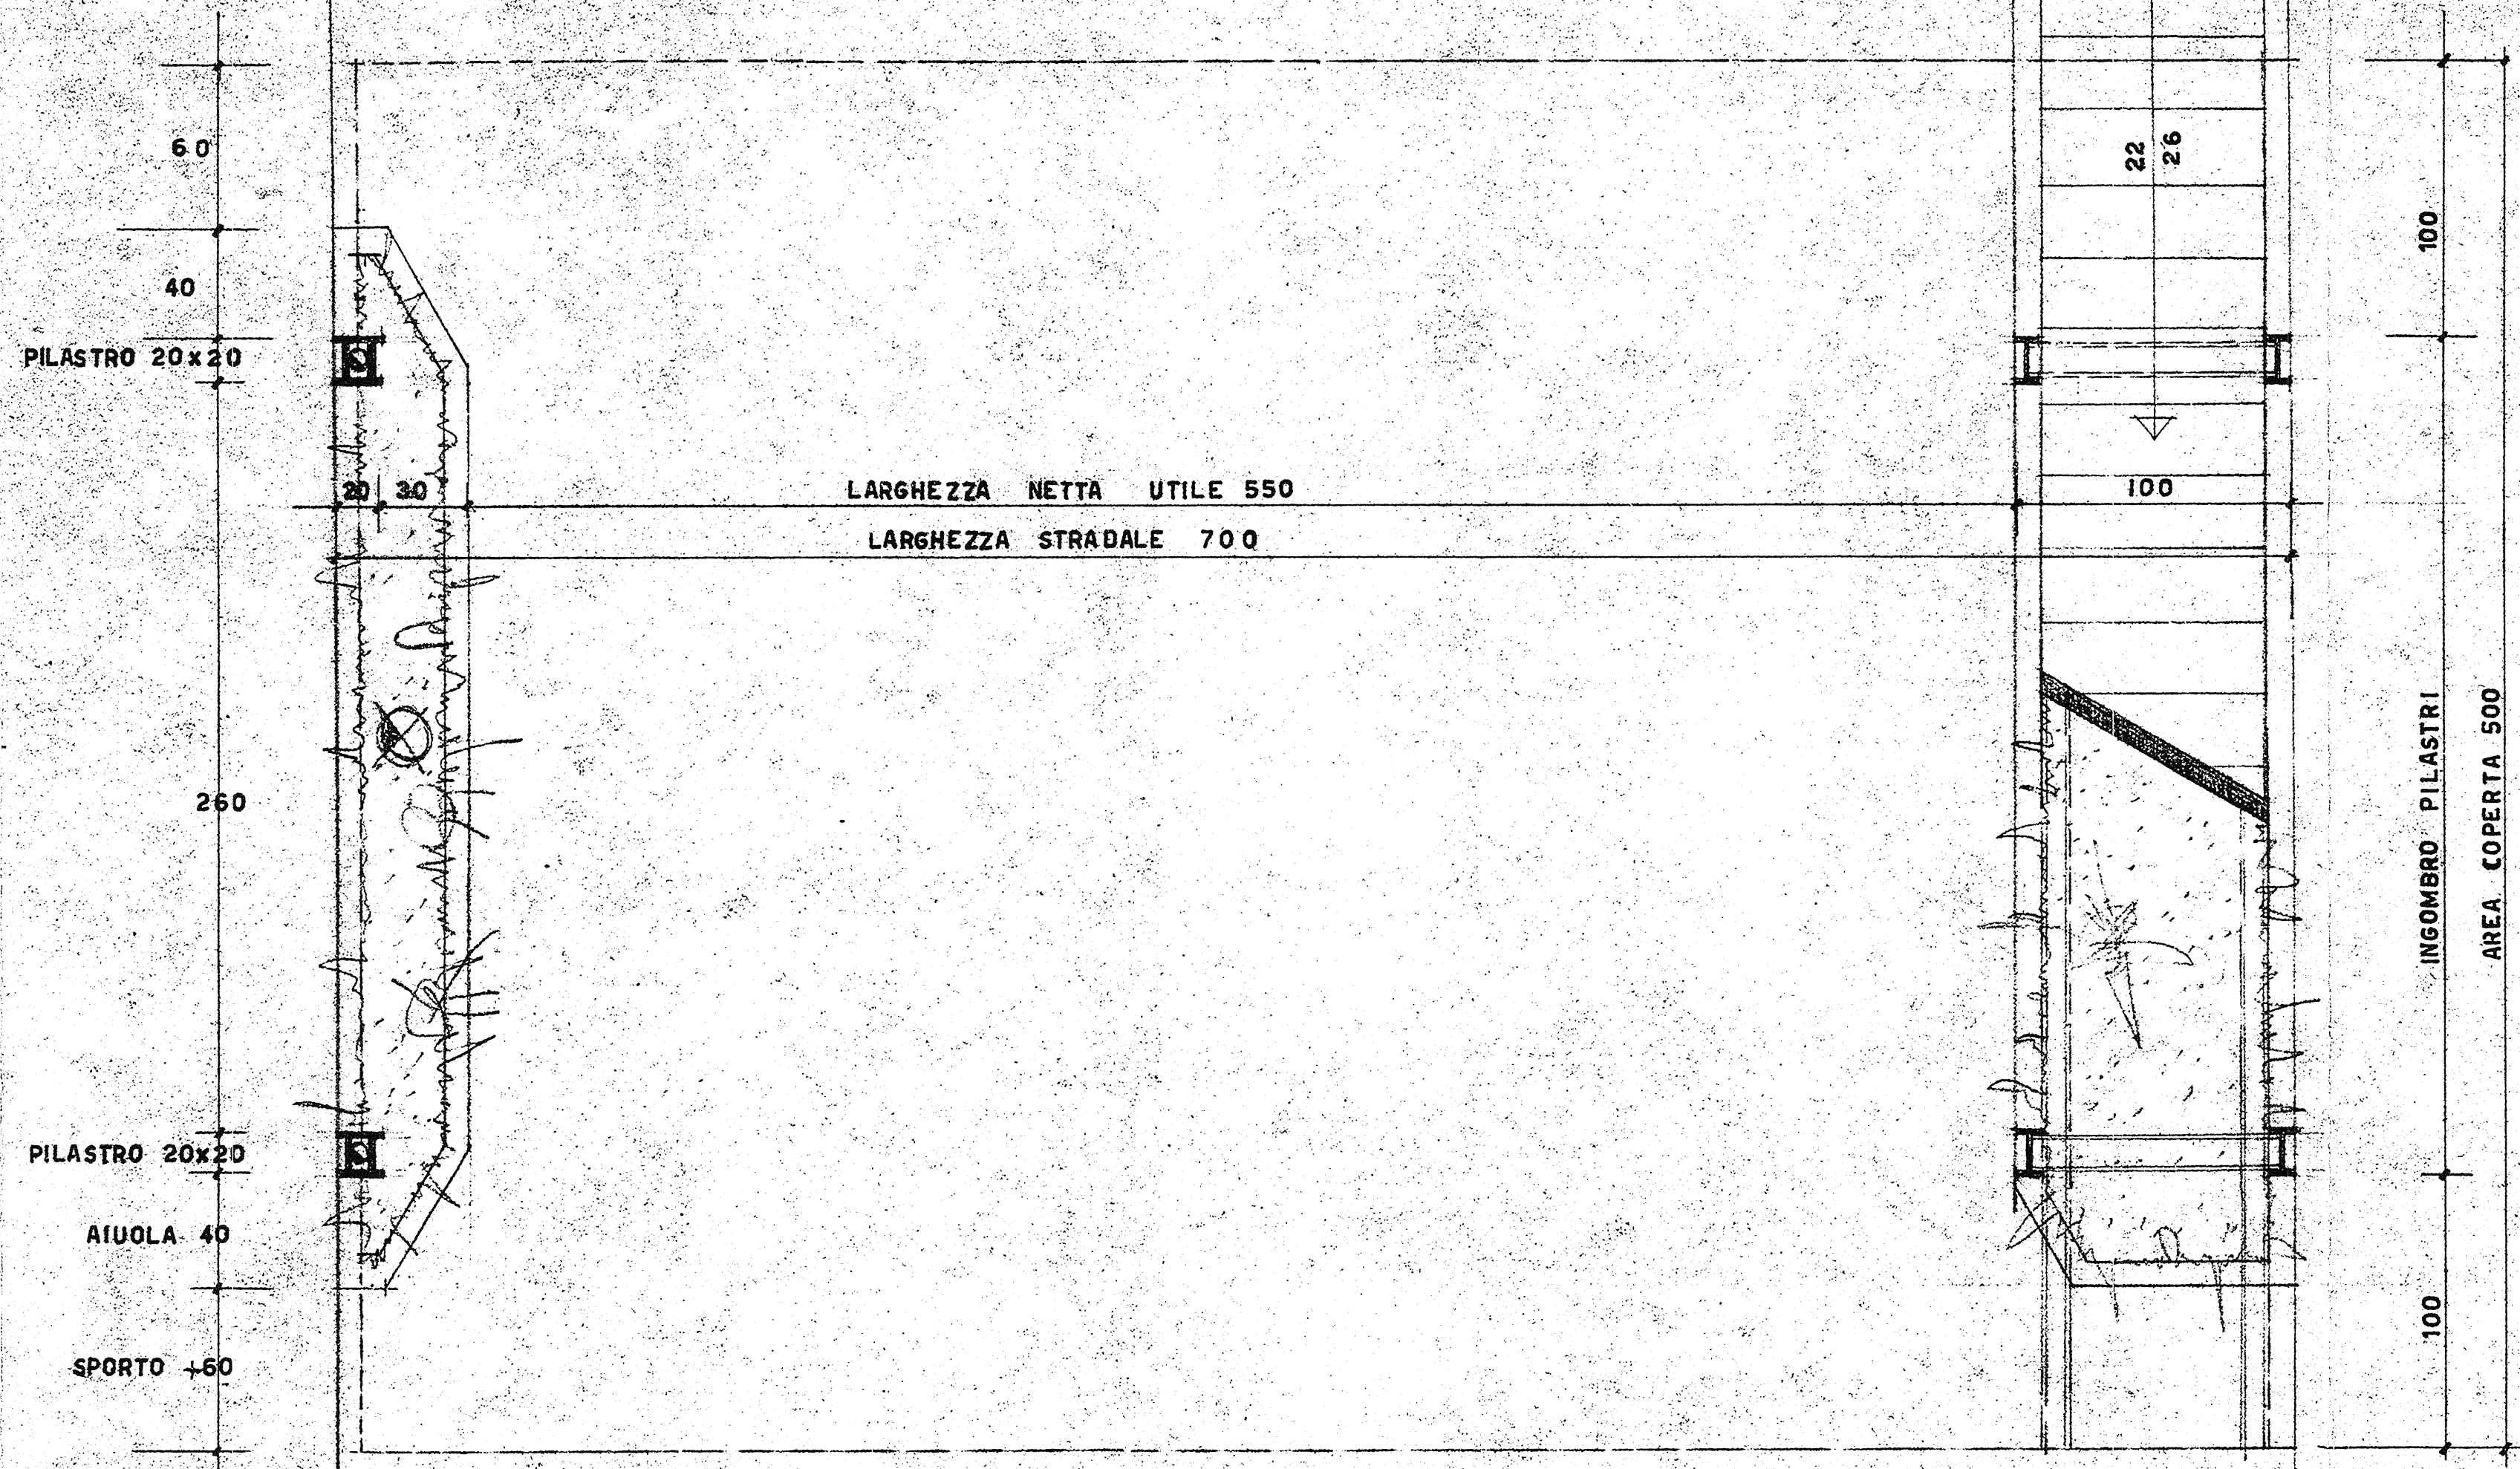 60
22
26
100
40
PILASTRO 20x20
20 30 LARGHEZZA NETTA UTILE 550 100
LARGHEZZA STRADALE 700
260
INGOMBRO PILASTRI
AREA COPERTA 500
PILASTRO 20x20
AIUOLA 40
100
SPORTO +60